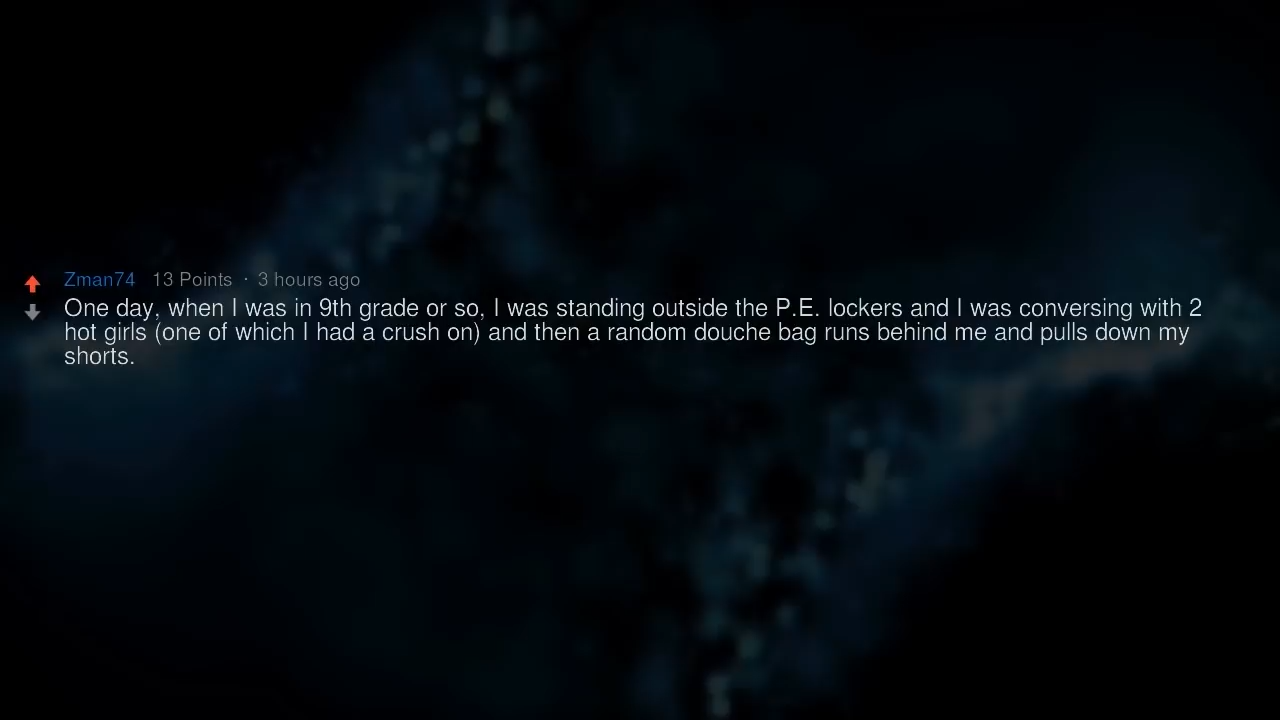 Zman74 13 Points · 3 hours ago
One day, when I was in 9th grade or so, I was standing outside the P.E. lockers and I was conversing with 2
hot girls (one of which I had a crush on) and then a random douche bag runs behind me and pulls down my
shorts.